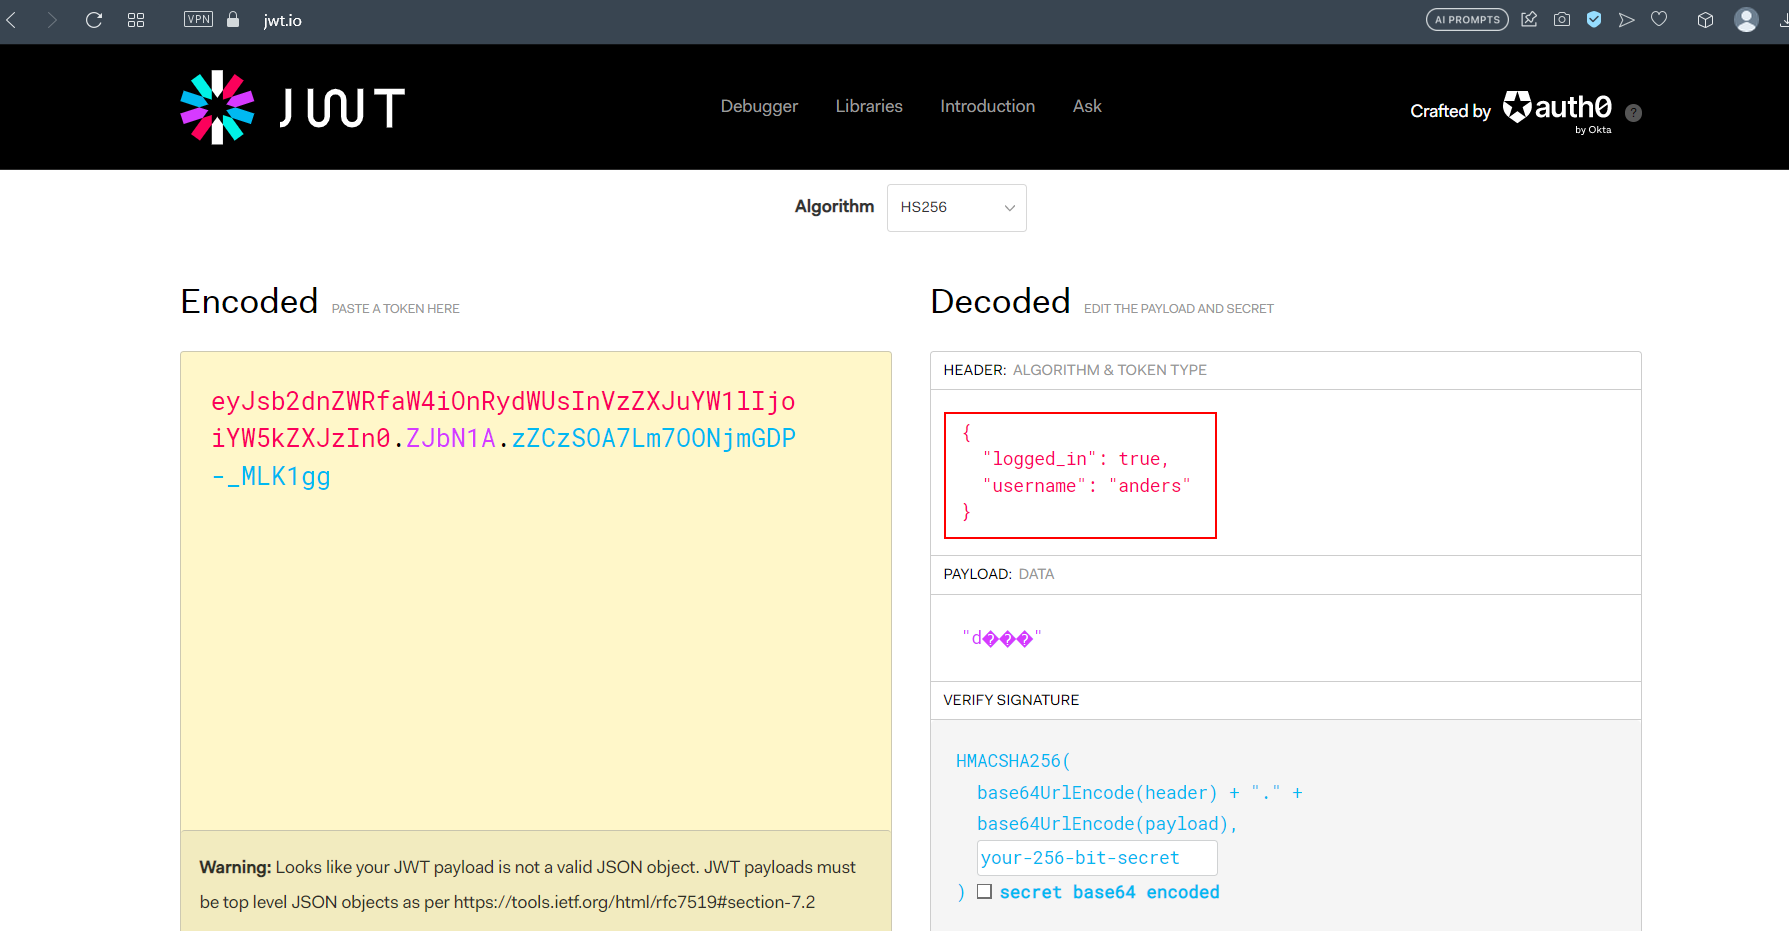 VPN
jwt.io
AI PROMPTS
JWT
Debugger
Libraries
Introduction
Ask
Crafted by
auth0
by Okta
?
Algorithm
HS256
Encoded PASTE A TOKEN HERE
eyJsb2dnZWRfaW4iOnRydWUsInVzZXJuYW1lIjo
iYW5kZXJzIn0.ZJbN1A.zZCzSOA7Lm7OONjmGDP
-_MLK1gg
Warning: Looks like your JWT payload is not a valid JSON object. JWT payloads must
be top level JSON objects as per https://tools.ietf.org/html/rfc7519#section-7.2
Decoded EDIT THE PAYLOAD AND SECRET
HEADER: ALGORITHM & TOKEN TYPE
{
"logged_in": true,
"username": "anders"
}
PAYLOAD: DATA
"d���"
VERIFY SIGNATURE
HMACSHA256(
base64UrlEncode(header) + "." +
base64UrlEncode(payload),
your-256-bit-secret
) secret base64 encoded